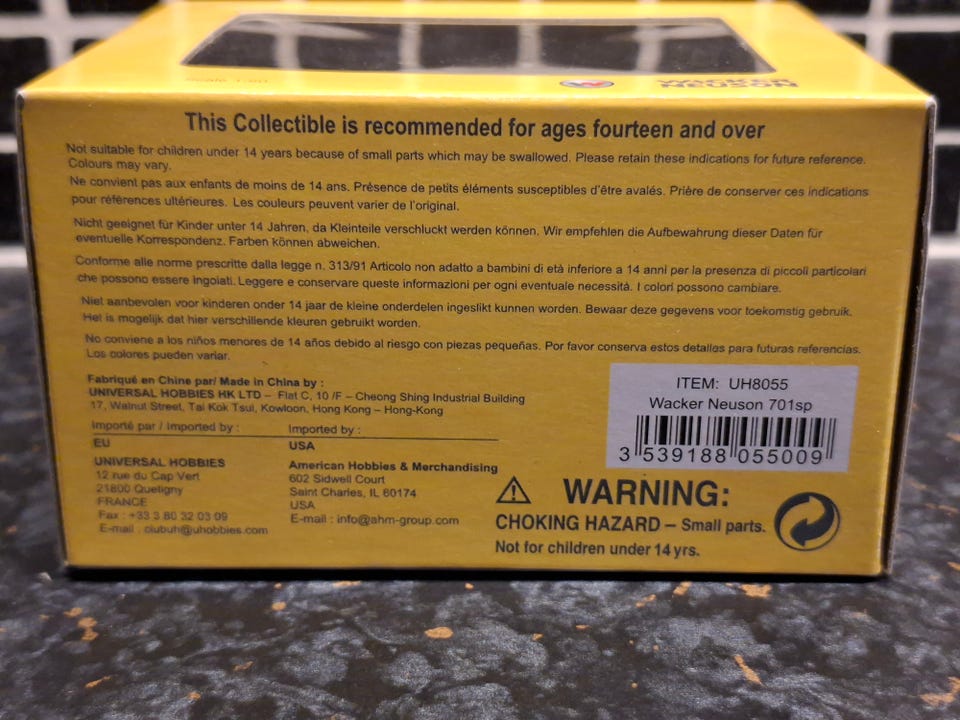 WACKER
NEUSON
This Collectible is recommended for ages fourteen and over
Not suitable for children under 14 years because of small parts which may be swallowed. Please retain these indications for future reference.
Colours may vary.
Ne convient pas aux enfants de moins de 14 ans. Présence de petits éléments susceptibles d'être avalés. Prière de conserver ces indications
pour références ultérieures. Les couleurs peuvent varier de l'original.
Nicht geeignet für Kinder unter 14 Jahren, da Kleinteile verschluckt werden können. Wir empfehlen die Aufbewahrung dieser Daten für
eventuelle Korrespondenz. Farben können abweichen.
Conforme alle norme prescritte dalla legge n. 313/91 Articolo non adatto a bambini di età inferiore a 14 anni per la presenza di piccoli particolari
che possono essere ingoiati. Leggere e conservare queste informazioni per ogni eventuale necessità. I colori possono cambiare.
Niet aanbevolen voor kinderen onder 14 jaar de kleine onderdelen ingeslikt kunnen worden. Bewaar deze gegevens voor toekomstig gebruik.
Het is mogelijk dat hier verschillende kleuren gebruikt worden.
No conviene a los niños menores de 14 años debido al riesgo con piezas pequeñas. Por favor conserva estos detalles para futuras referencias.
Los colores pueden variar.
Fabriqué en Chine par/ Made in China by :
UNIVERSAL HOBBIES HK LTD – Flat C, 10 /F – Cheong Shing Industrial Building
17, Walnut Street, Tai Kok Tsui, Kowloon, Hong Kong – Hong-Kong
Importé par / Imported by :
EU
UNIVERSAL HOBBIES
12 rue du Cap Vert
21800 Quetigny
FRANCE
Fax : +33 3 80 32 03 09
E-mail : clubuh@uhobbies.com
Imported by :
USA
American Hobbies & Merchandising
602 Sidwell Court
Saint Charles, IL 60174
USA
E-mail : info@ahm-group.com
ITEM: UH8055
Wacker Neuson 701sp
3 539188 055009
WARNING:
CHOKING HAZARD – Small parts.
Not for children under 14 yrs.